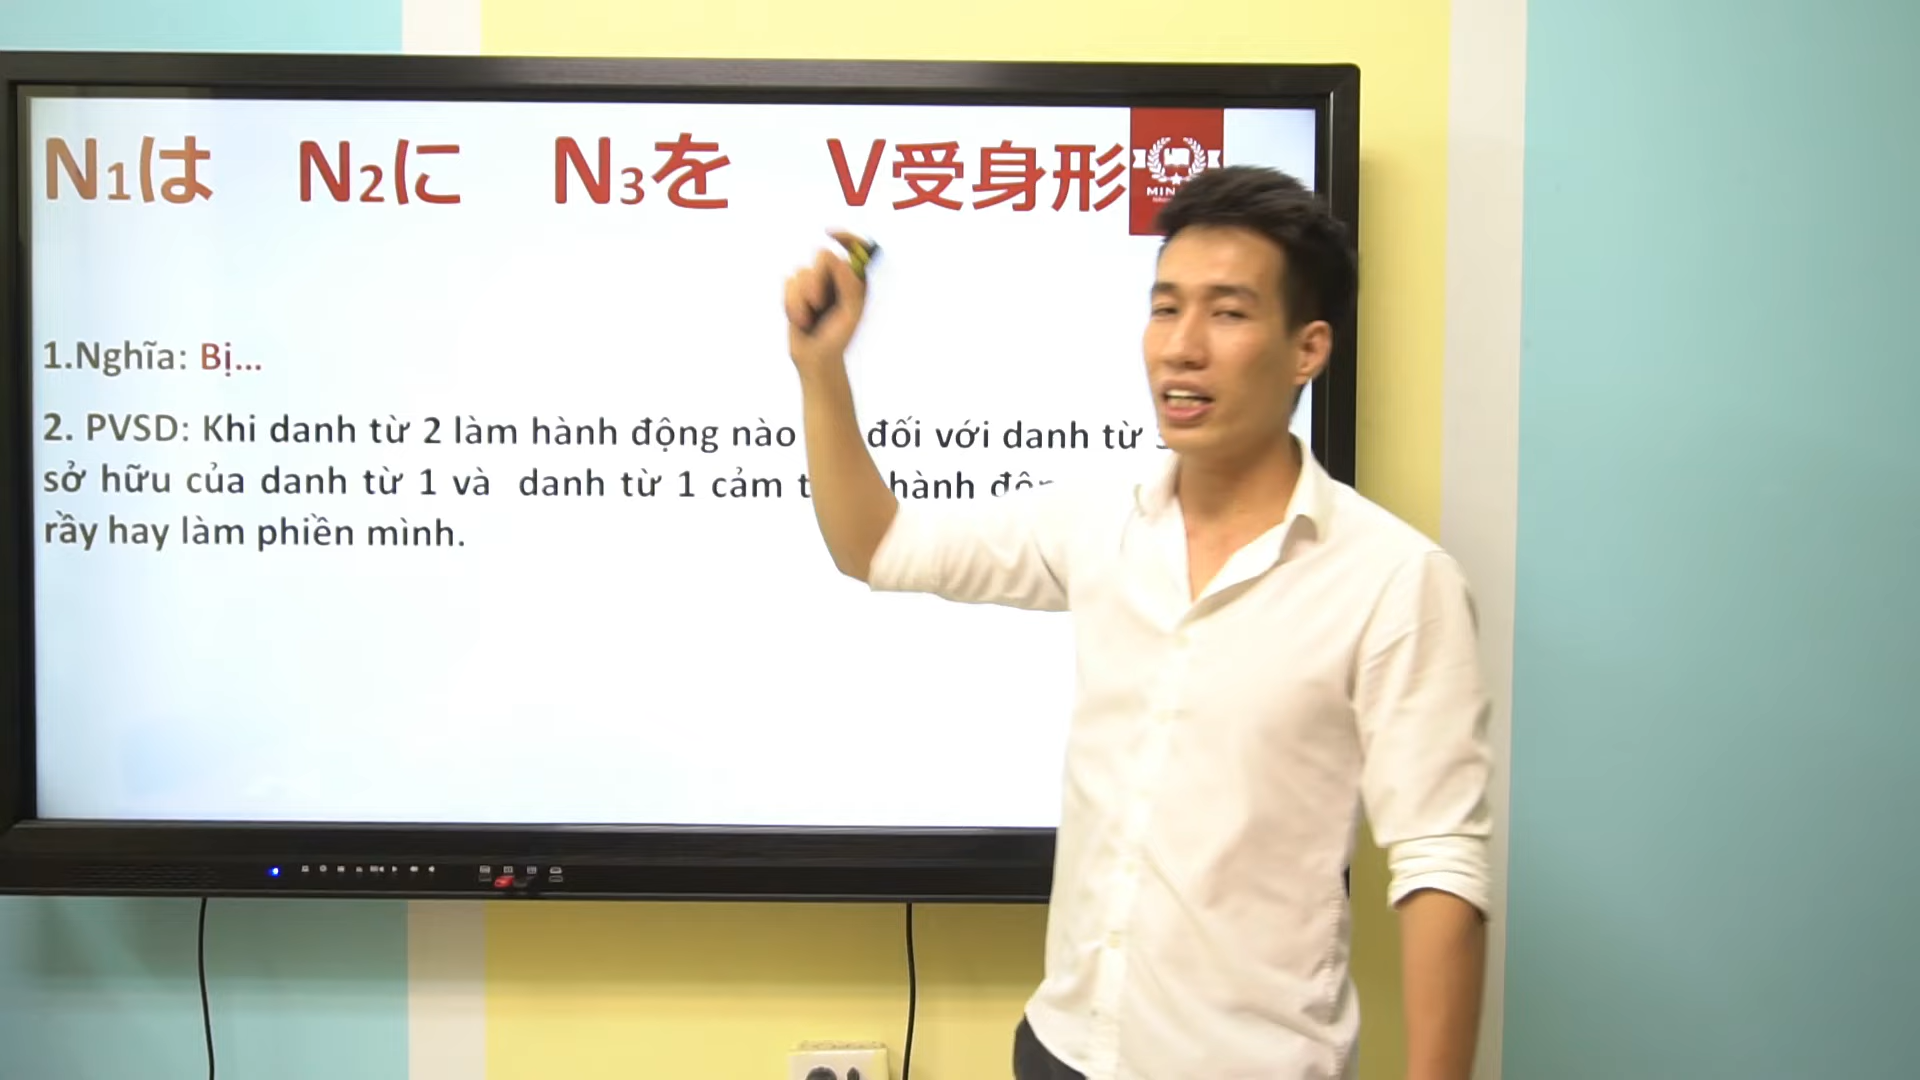 N1は N2に N3を V受身形
MIN
1.Nghĩa: Bị...
2. PVSD: Khi danh từ 2 làm hành động nào đối với danh từ
sở hữu của danh từ 1 và danh từ 1 cảm hành
rầy hay làm phiền mình.